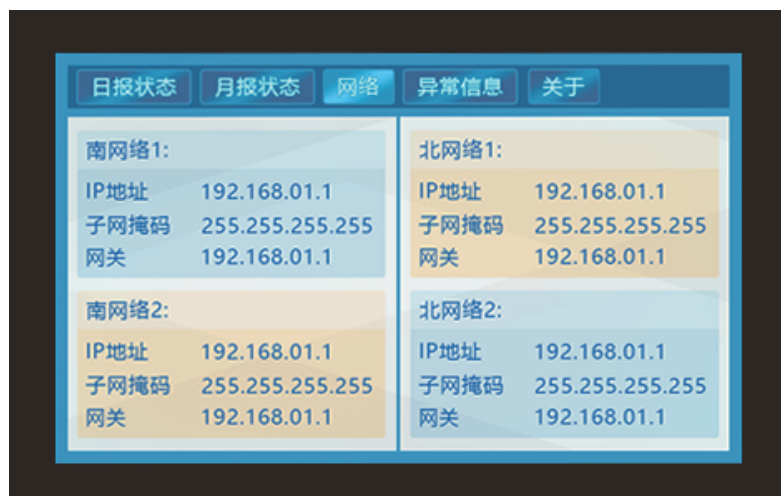 日报状态 月报状态 网络 异常信息 关于
南网络1:
IP地址 192.168.01.1
子网掩码 255.255.255.255
网关 192.168.01.1
北网络1:
IP地址 192.168.01.1
子网掩码 255.255.255.255
网关 192.168.01.1
南网络2:
IP地址 192.168.01.1
子网掩码 255.255.255.255
网关 192.168.01.1
北网络2:
IP地址 192.168.01.1
子网掩码 255.255.255.255
网关 192.168.01.1